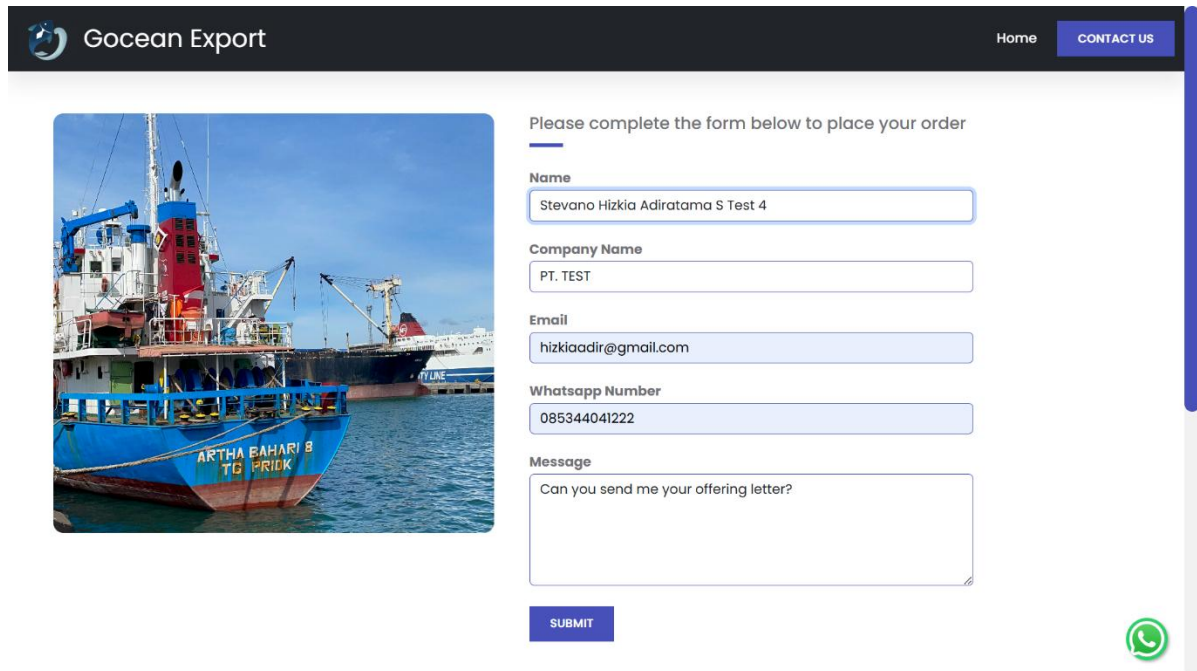 Gocean Export
Home
CONTACT US
Please complete the form below to place your order
Name
Stevano Hizkia Adiratama S Test 4
Company Name
PT. TEST
Email
hizkiaadir@gmail.com
Whatsapp Number
085344041222
Message
Can you send me your offering letter?
SUBMIT
ARTHA BAHARI 8
TG PRIOK
TY LINE